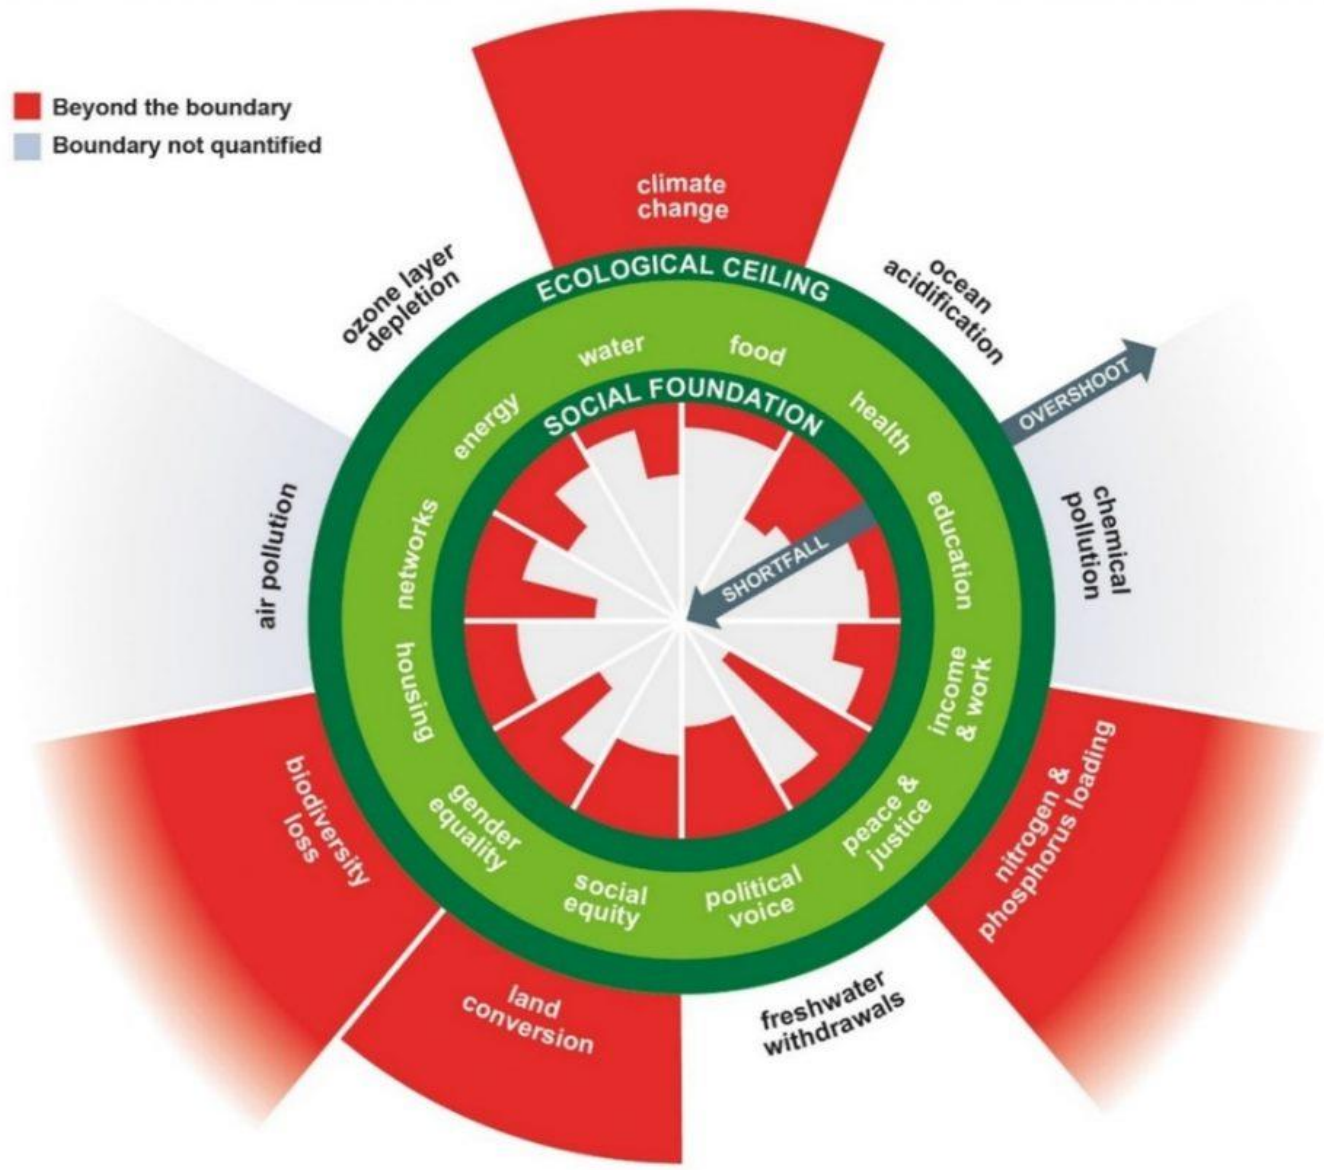 Beyond the boundary
Boundary not quantified
climate
change
ozone layer
depletion
ECOLOGICAL CEILING
ocean
acidification
water
food
OVERSHOOT
energy
SOCIAL FOUNDATION
health
air pollution
networks
SHORTFALL
education
chemical
pollution
housing
income
& work
biodiversity
loss
gender
equality
social
equity
political
voice
peace &
justice
nitrogen &
phosphorus loading
land
conversion
freshwater
withdrawals